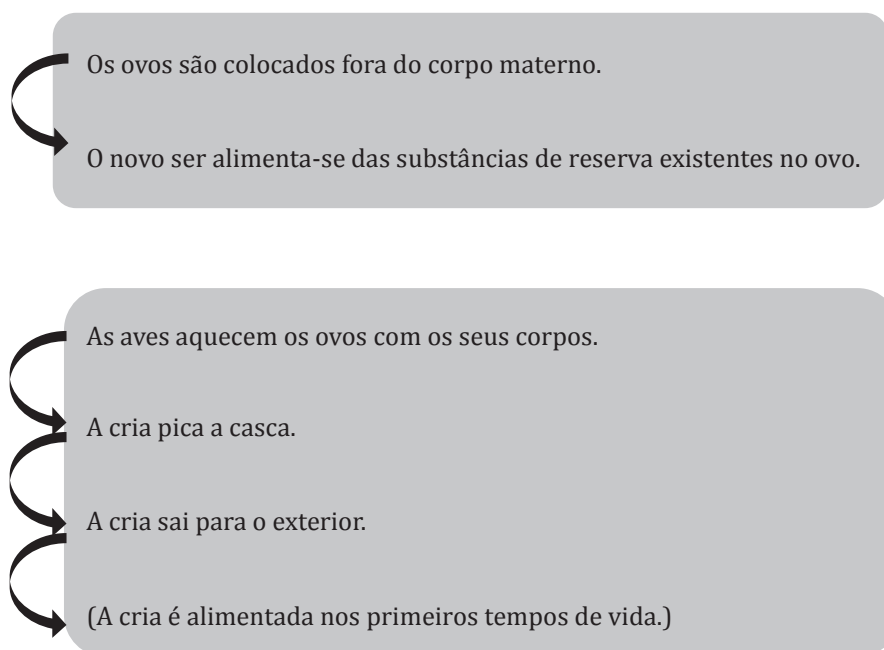 Os ovos são colocados fora do corpo materno.
O novo ser alimenta-se das substâncias de reserva existentes no ovo.
As aves aquecem os ovos com os seus corpos.
A cria pica a casca.
A cria sai para o exterior.
(A cria é alimentada nos primeiros tempos de vida.)